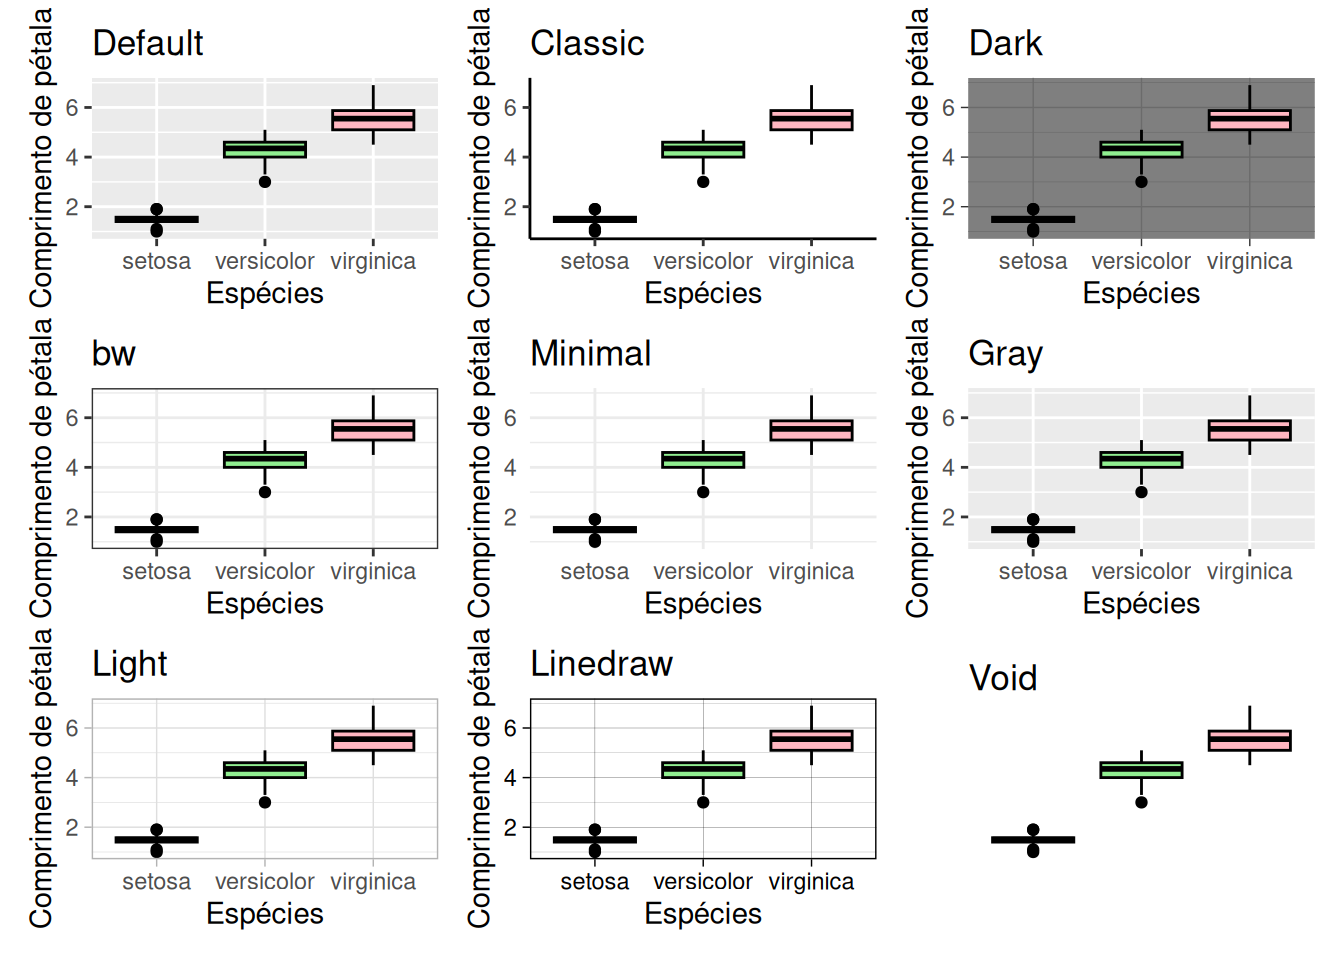 Default
Comprimento de pétala
6
4
2
setosa versicolor virginica
Espécies
Classic
Comprimento de pétala
6
4
2
setosa versicolor virginica
Espécies
Dark
Comprimento de pétala
6
4
2
setosa versicolor virginica
Espécies
bw
Comprimento de pétala
6
4
2
setosa versicolor virginica
Espécies
Minimal
Comprimento de pétala
6
4
2
setosa versicolor virginica
Espécies
Gray
Comprimento de pétala
6
4
2
setosa versicolor virginica
Espécies
Light
Comprimento de pétala
6
4
2
setosa versicolor virginica
Espécies
Linedraw
Comprimento de pétala
6
4
2
setosa versicolor virginica
Espécies
Void